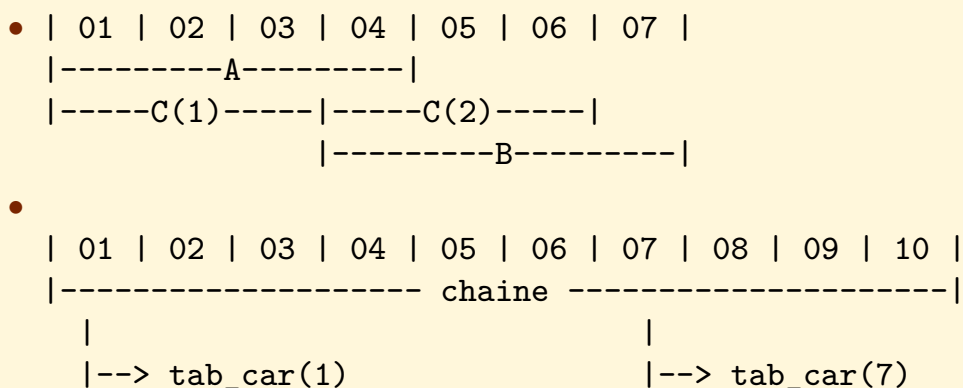 • | 01 | 02 | 03 | 04 | 05 | 06 | 07 |
  |---------A---------|
  |-----C(1)-----|-----C(2)-----|
                 |---------B---------|
•
  | 01 | 02 | 03 | 04 | 05 | 06 | 07 | 08 | 09 | 10 |
  |-------------------- chaine ---------------------|
    |                             |
    |--> tab_car(1)               |--> tab_car(7)